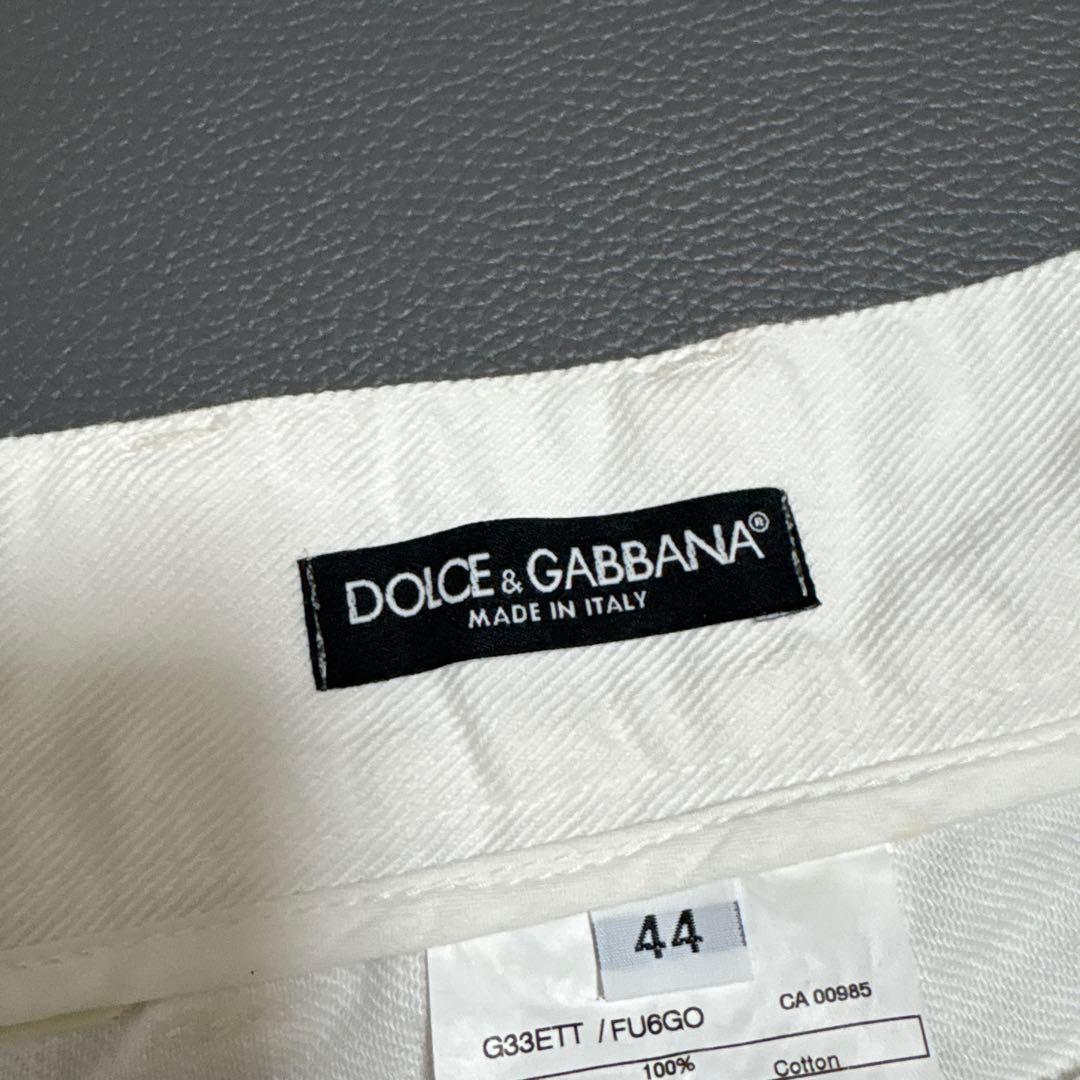 DOLCE & GABBANA®
MADE IN ITALY
44
G33ETT / FU6GO CA 00985
100% Cotton